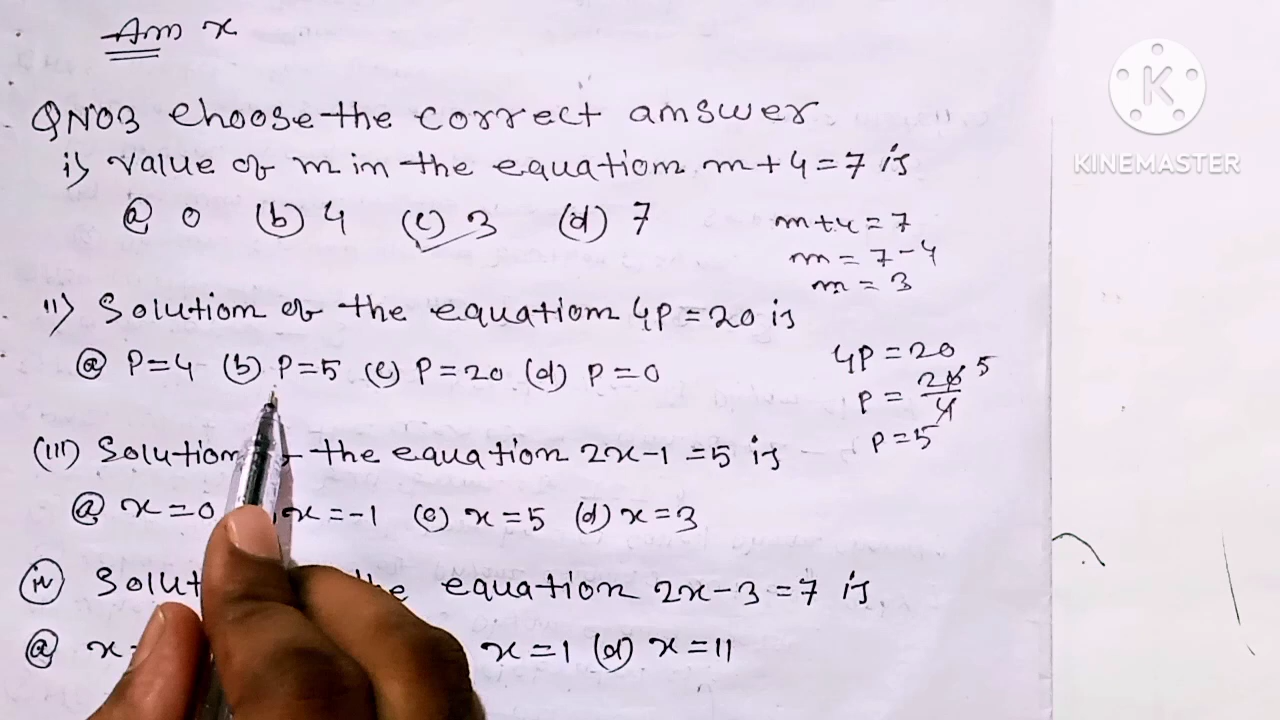 Ans x
QNo3 Choose the correct answer
i) Value of m in the equation m+4=7 is
(a) 0 (b) 4 (c) 3 (d) 7
m+4=7
m = 7-4
m = 3
ii) Solution of the equation 4P=20 is
(a) P=4 (b) P=5 (c) P=20 (d) P=0
4P=20
P = 20/4 5
P=5
(iii) Solution the equation 2x-1=5 is
(a) x=0 x=-1 (c) x=5 (d) x=3
(iv) the equation 2x-3=7 is
(a) x= x=1 (d) x=11
K
KINEMASTER